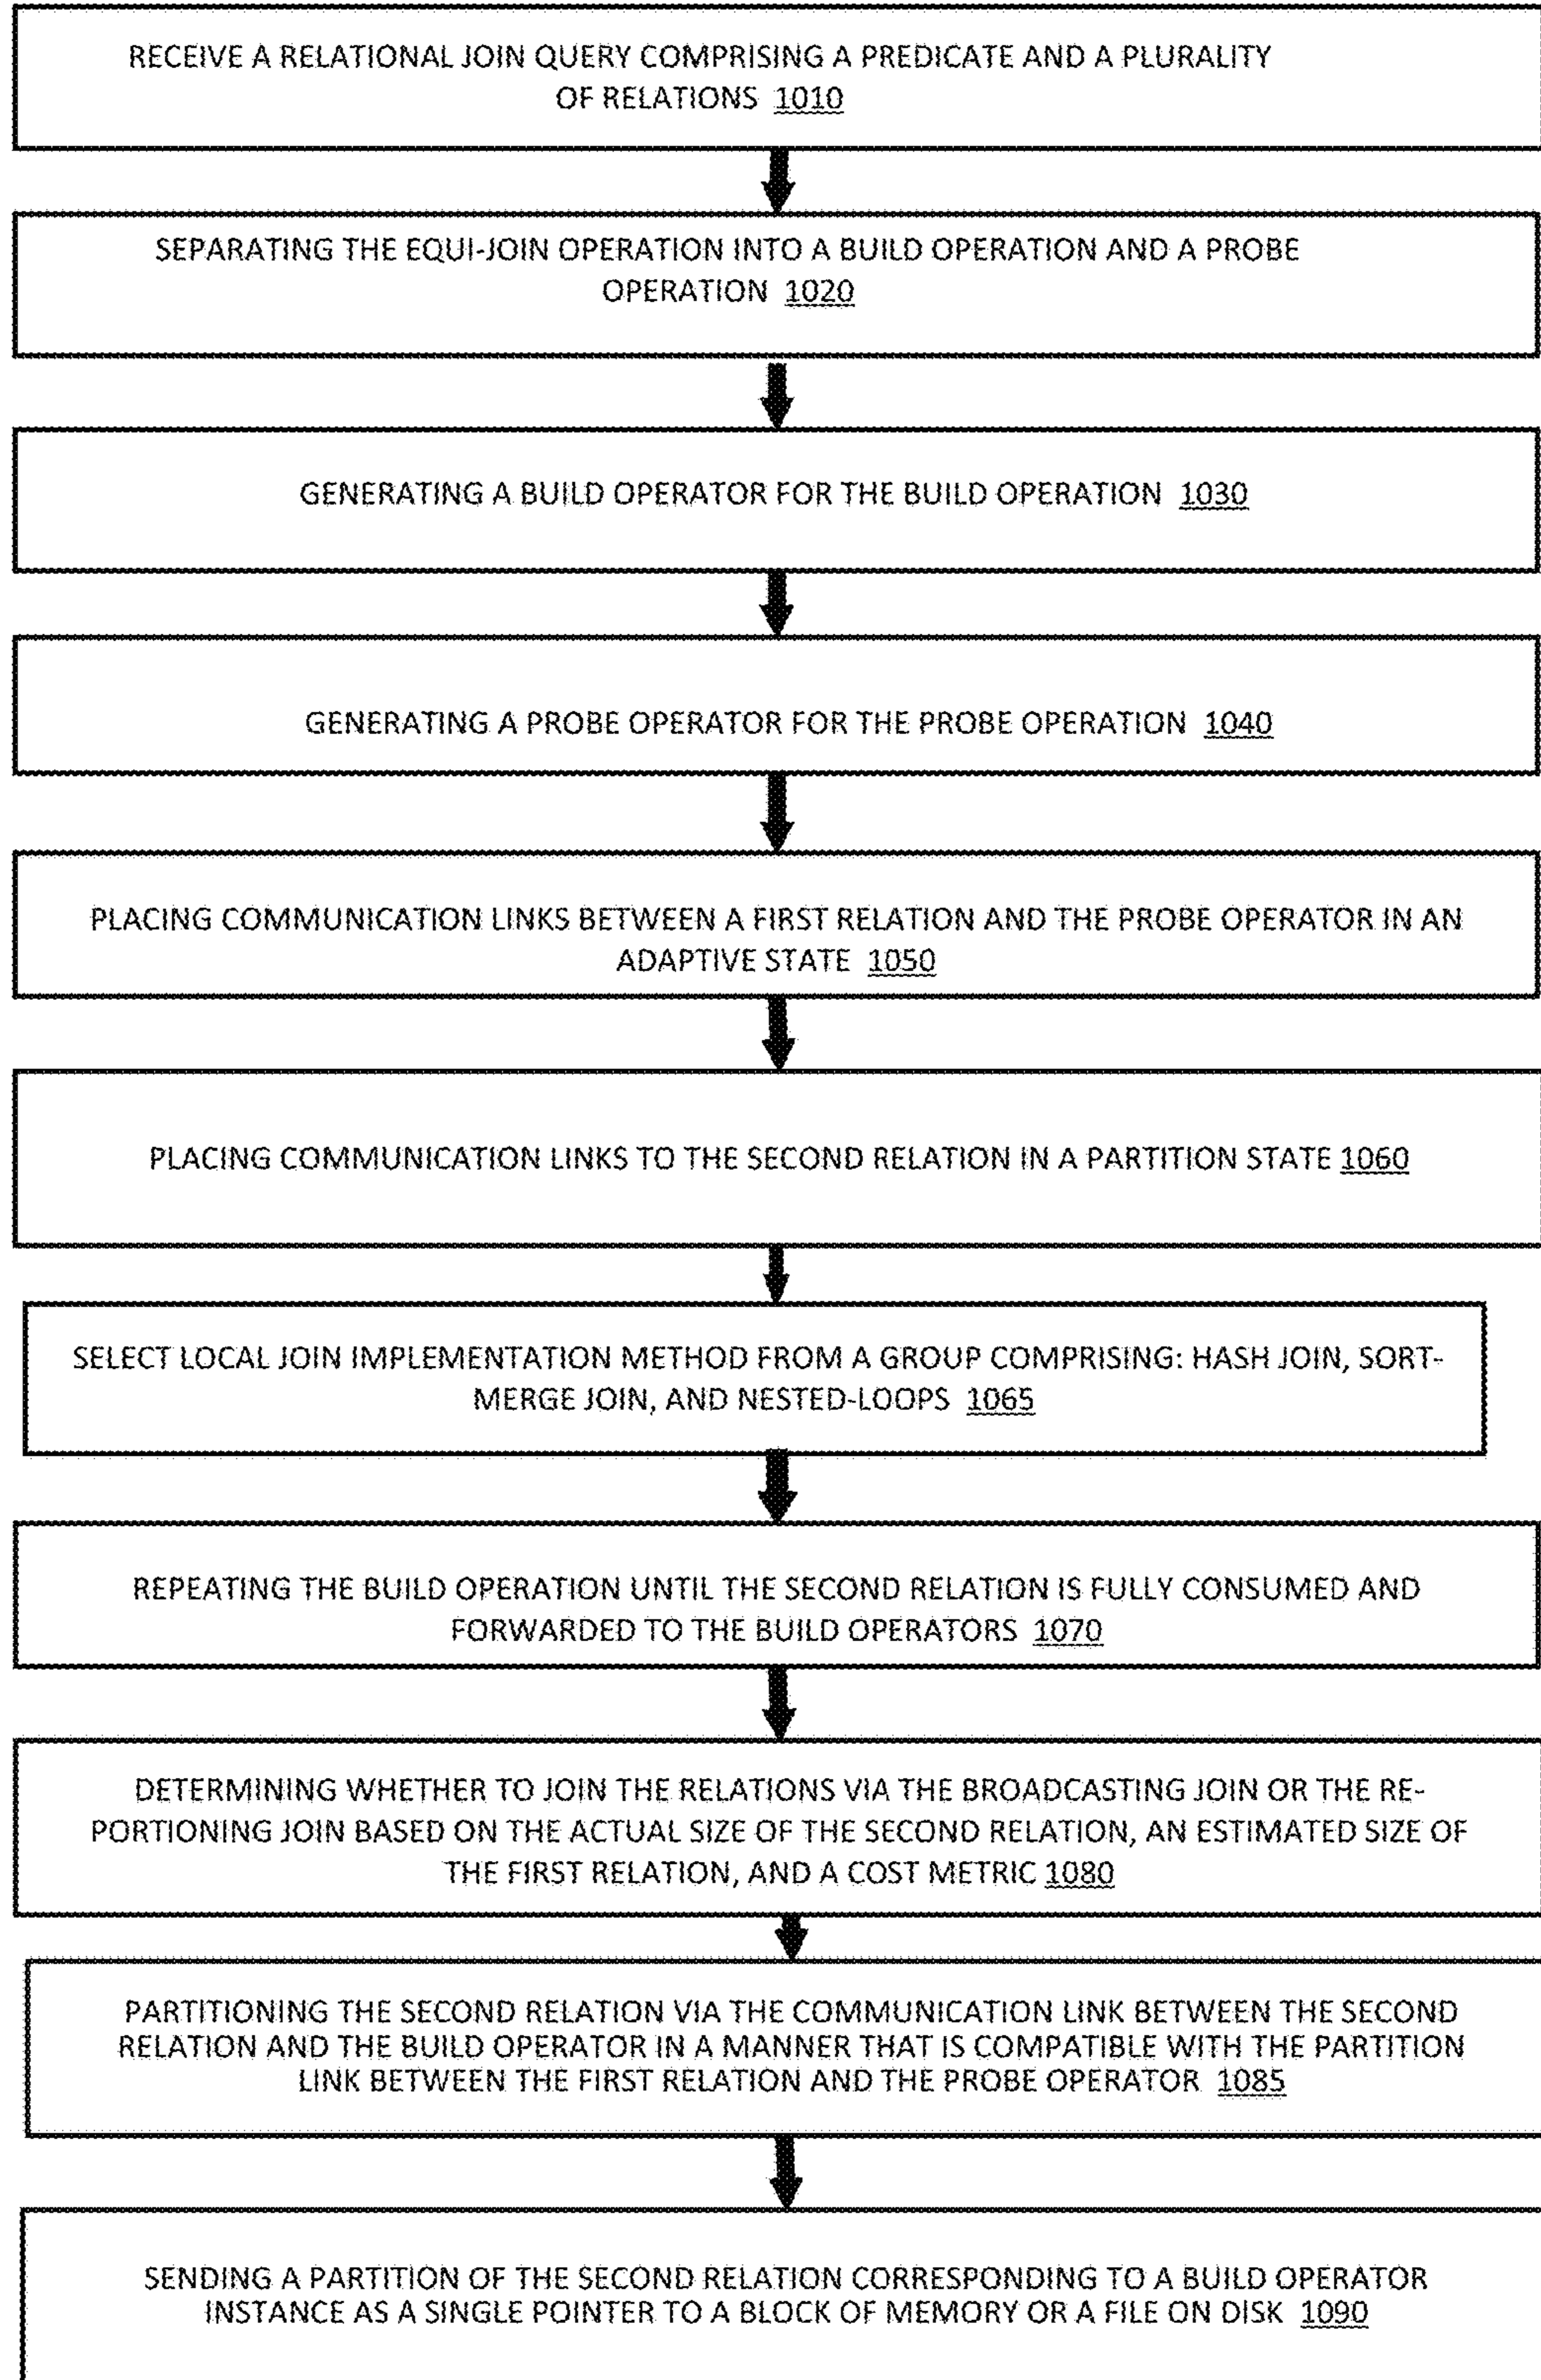 RECEIVE A RELATIONAL JOIN QUERY COMPRISING A PREDICATE AND A PLURALITY
OF RELATIONS 1010
SEPARATING THE EQUI-JOIN OPERATION INTO A BUILD OPERATION AND A PROBE
OPERATION 1020
GENERATING A BUILD OPERATOR FOR THE BUILD OPERATION 1030
GENERATING A PROBE OPERATOR FOR THE PROBE OPERATION 1040
PLACING COMMUNICATION LINKS BETWEEN A FIRST RELATION AND THE PROBE OPERATOR IN AN
ADAPTIVE STATE 1050
PLACING COMMUNICATION LINKS TO THE SECOND RELATION IN A PARTITION STATE 1060
SELECT LOCAL JOIN IMPLEMENTATION METHOD FROM A GROUP COMPRISING: HASH JOIN, SORT-
MERGE JOIN, AND NESTED-LOOPS 1065
REPEATING THE BUILD OPERATION UNTIL THE SECOND RELATION IS FULLY CONSUMED AND
FORWARDED TO THE BUILD OPERATORS 1070
DETERMINING WHETHER TO JOIN THE RELATIONS VIA THE BROADCASTING JOIN OR THE RE-
PORTIONING JOIN BASED ON THE ACTUAL SIZE OF THE SECOND RELATION, AN ESTIMATED SIZE OF
THE FIRST RELATION, AND A COST METRIC 1080
PARTITIONING THE SECOND RELATION VIA THE COMMUNICATION LINK BETWEEN THE SECOND
RELATION AND THE BUILD OPERATOR IN A MANNER THAT IS COMPATIBLE WITH THE PARTITION
LINK BETWEEN THE FIRST RELATION AND THE PROBE OPERATOR 1085
SENDING A PARTITION OF THE SECOND RELATION CORRESPONDING TO A BUILD OPERATOR
INSTANCE AS A SINGLE POINTER TO A BLOCK OF MEMORY OR A FILE ON DISK 1090